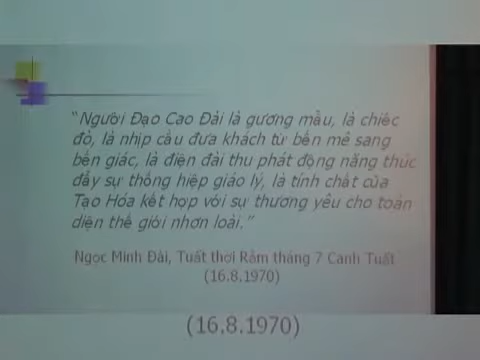 "Người Đạo Cao Đài là gương mẫu, là chiếc
đò, là nhịp cầu đưa khách từ bến mê sang
bến giác, là điện đài thu phát động năng thúc
đẩy sự thống hiệp giáo lý, là tính chất của
Tạo Hóa kết hợp với sự thương yêu cho toàn
diện thế giới nhơn loài."
Ngọc Minh Đài, Tuất thời Rằm tháng 7 Canh Tuất
(16.8.1970)
(16.8.1970)